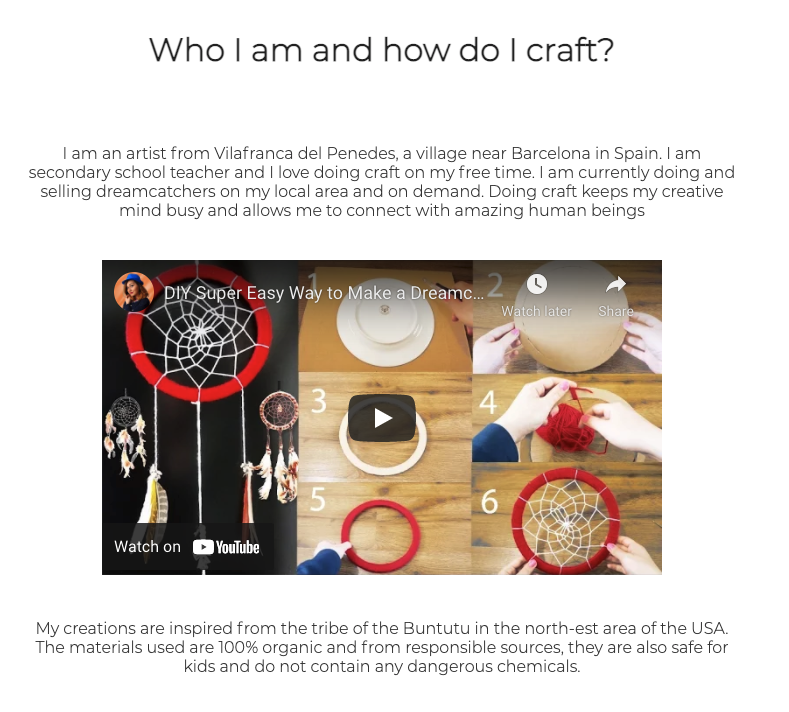 Who I am and how do I craft?
I am an artist from Vilafranca del Penedes, a village near Barcelona in Spain. I am
secondary school teacher and I love doing craft on my free time. I am currently doing and
selling dreamcatchers on my local area and on demand. Doing craft keeps my creative
mind busy and allows me to connect with amazing human beings
DIY Super Easy Way to Make a Dreamc...
Watch later
Share
1
2
3
4
5
6
Watch on YouTube
My creations are inspired from the tribe of the Buntutu in the north-est area of the USA.
The materials used are 100% organic and from responsible sources, they are also safe for
kids and do not contain any dangerous chemicals.